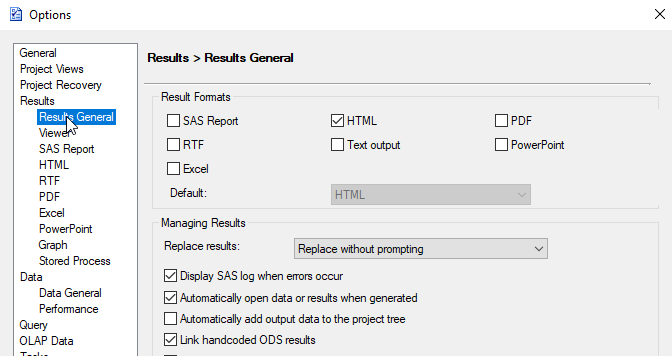 Options
General
Project Views
Project Recovery
Results
Results General
Viewer
SAS Report
HTML
RTF
PDF
Excel
PowerPoint
Graph
Stored Process
Data
Data General
Performance
Query
OLAP Data
Tasks
Results > Results General
Result Formats
SAS Report HTML PDF
RTF Text output PowerPoint
Excel
Default: HTML
Managing Results
Replace results: Replace without prompting
Display SAS log when errors occur
Automatically open data or results when generated
Automatically add output data to the project tree
Link handcoded ODS results